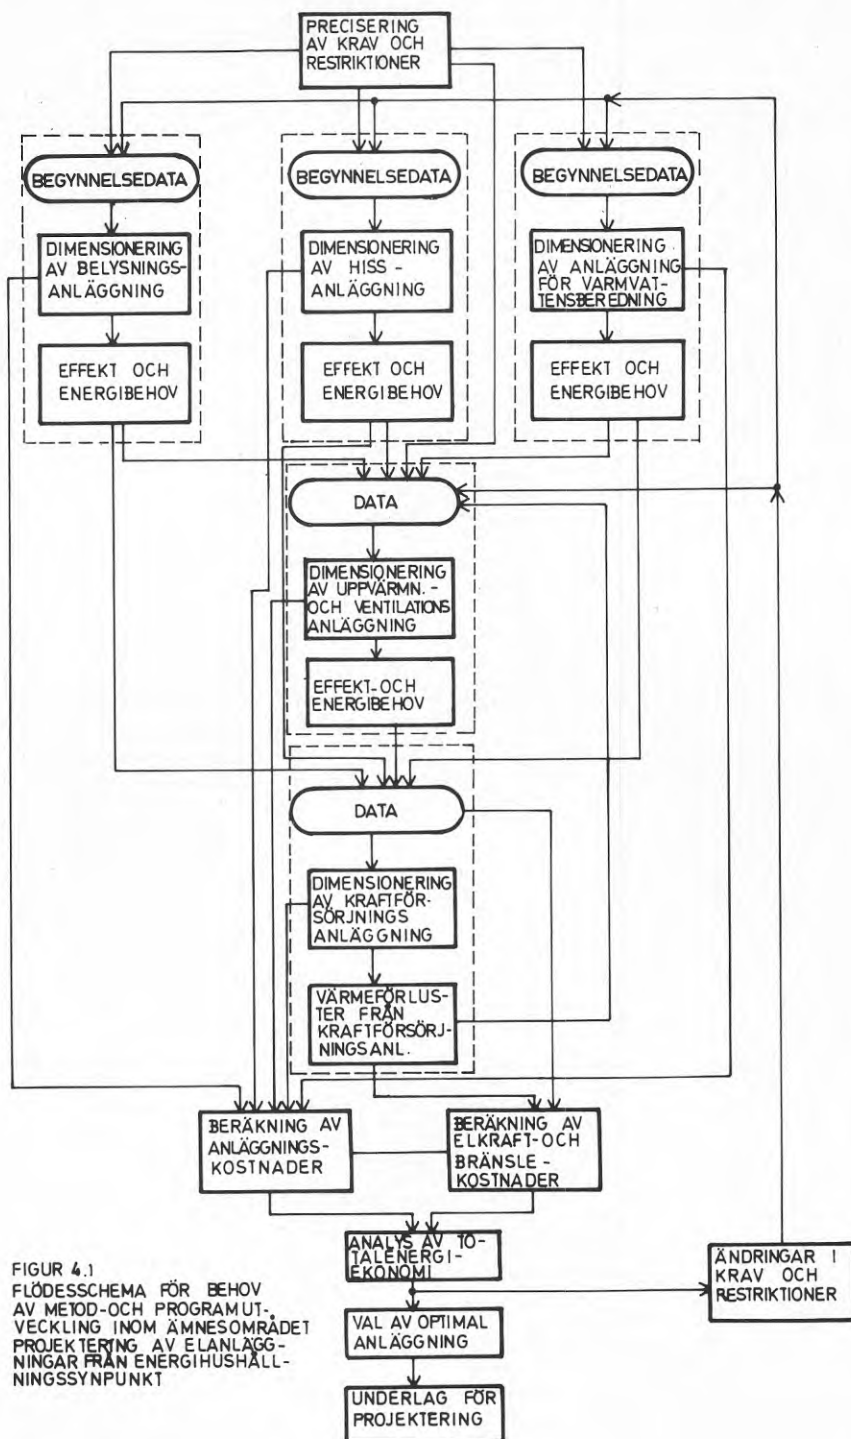 PRECISERING
AV KRAV OCH
RESTRIKTIONER
BEGYNNELSEDATA
BEGYNNELSEDATA
BEGYNNELSEDATA
DIMENSIONERING
AV BELYSNINGS-
ANLÄGGNING
DIMENSIONERING
AV HISS -
ANLÄGGNING
DIMENSIONERING
AV ANLÄGGNING
FÖR VARMVAT-
TENSBEREDNING
EFFEKT OCH
ENERGIBEHOV
EFFEKT OCH
ENERGIBEHOV
EFFEKT OCH
ENERGIBEHOV
DATA
DIMENSIONERING
AV UPPVÄRMN. -
OCH VENTILATIONS
ANLÄGGNING
EFFEKT- OCH
ENERGIBEHOV
DATA
DIMENSIONERING
AV KRAFTFÖR-
SÖRJNINGS
ANLÄGGNING
VÄRMEFÖRLUS-
TER FRÅN
KRAFTFÖRSÖRJ-
NINGSANL.
BERÄKNING AV
ANLÄGGNINGS-
KOSTNADER
BERÄKNING AV
ELKRAFT- OCH
BRÄNSLE -
KOSTNADER
ANALYS AV TO-
TALENERGI-
EKONOMI
ÄNDRINGAR I
KRAV OCH
RESTRIKTIONER
VAL AV OPTIMAL
ANLÄGGNING
UNDERLAG FÖR
PROJEKTERING
FIGUR 4.1
FLÖDESSCHEMA FÖR BEHOV
AV METOD- OCH PROGRAMUT-
VECKLING INOM ÄMNESOMRÅDET
PROJEKTERING AV ELANLÄGG-
NINGAR FRÅN ENERGIHUSHÅLL-
NINGSSYNPUNKT